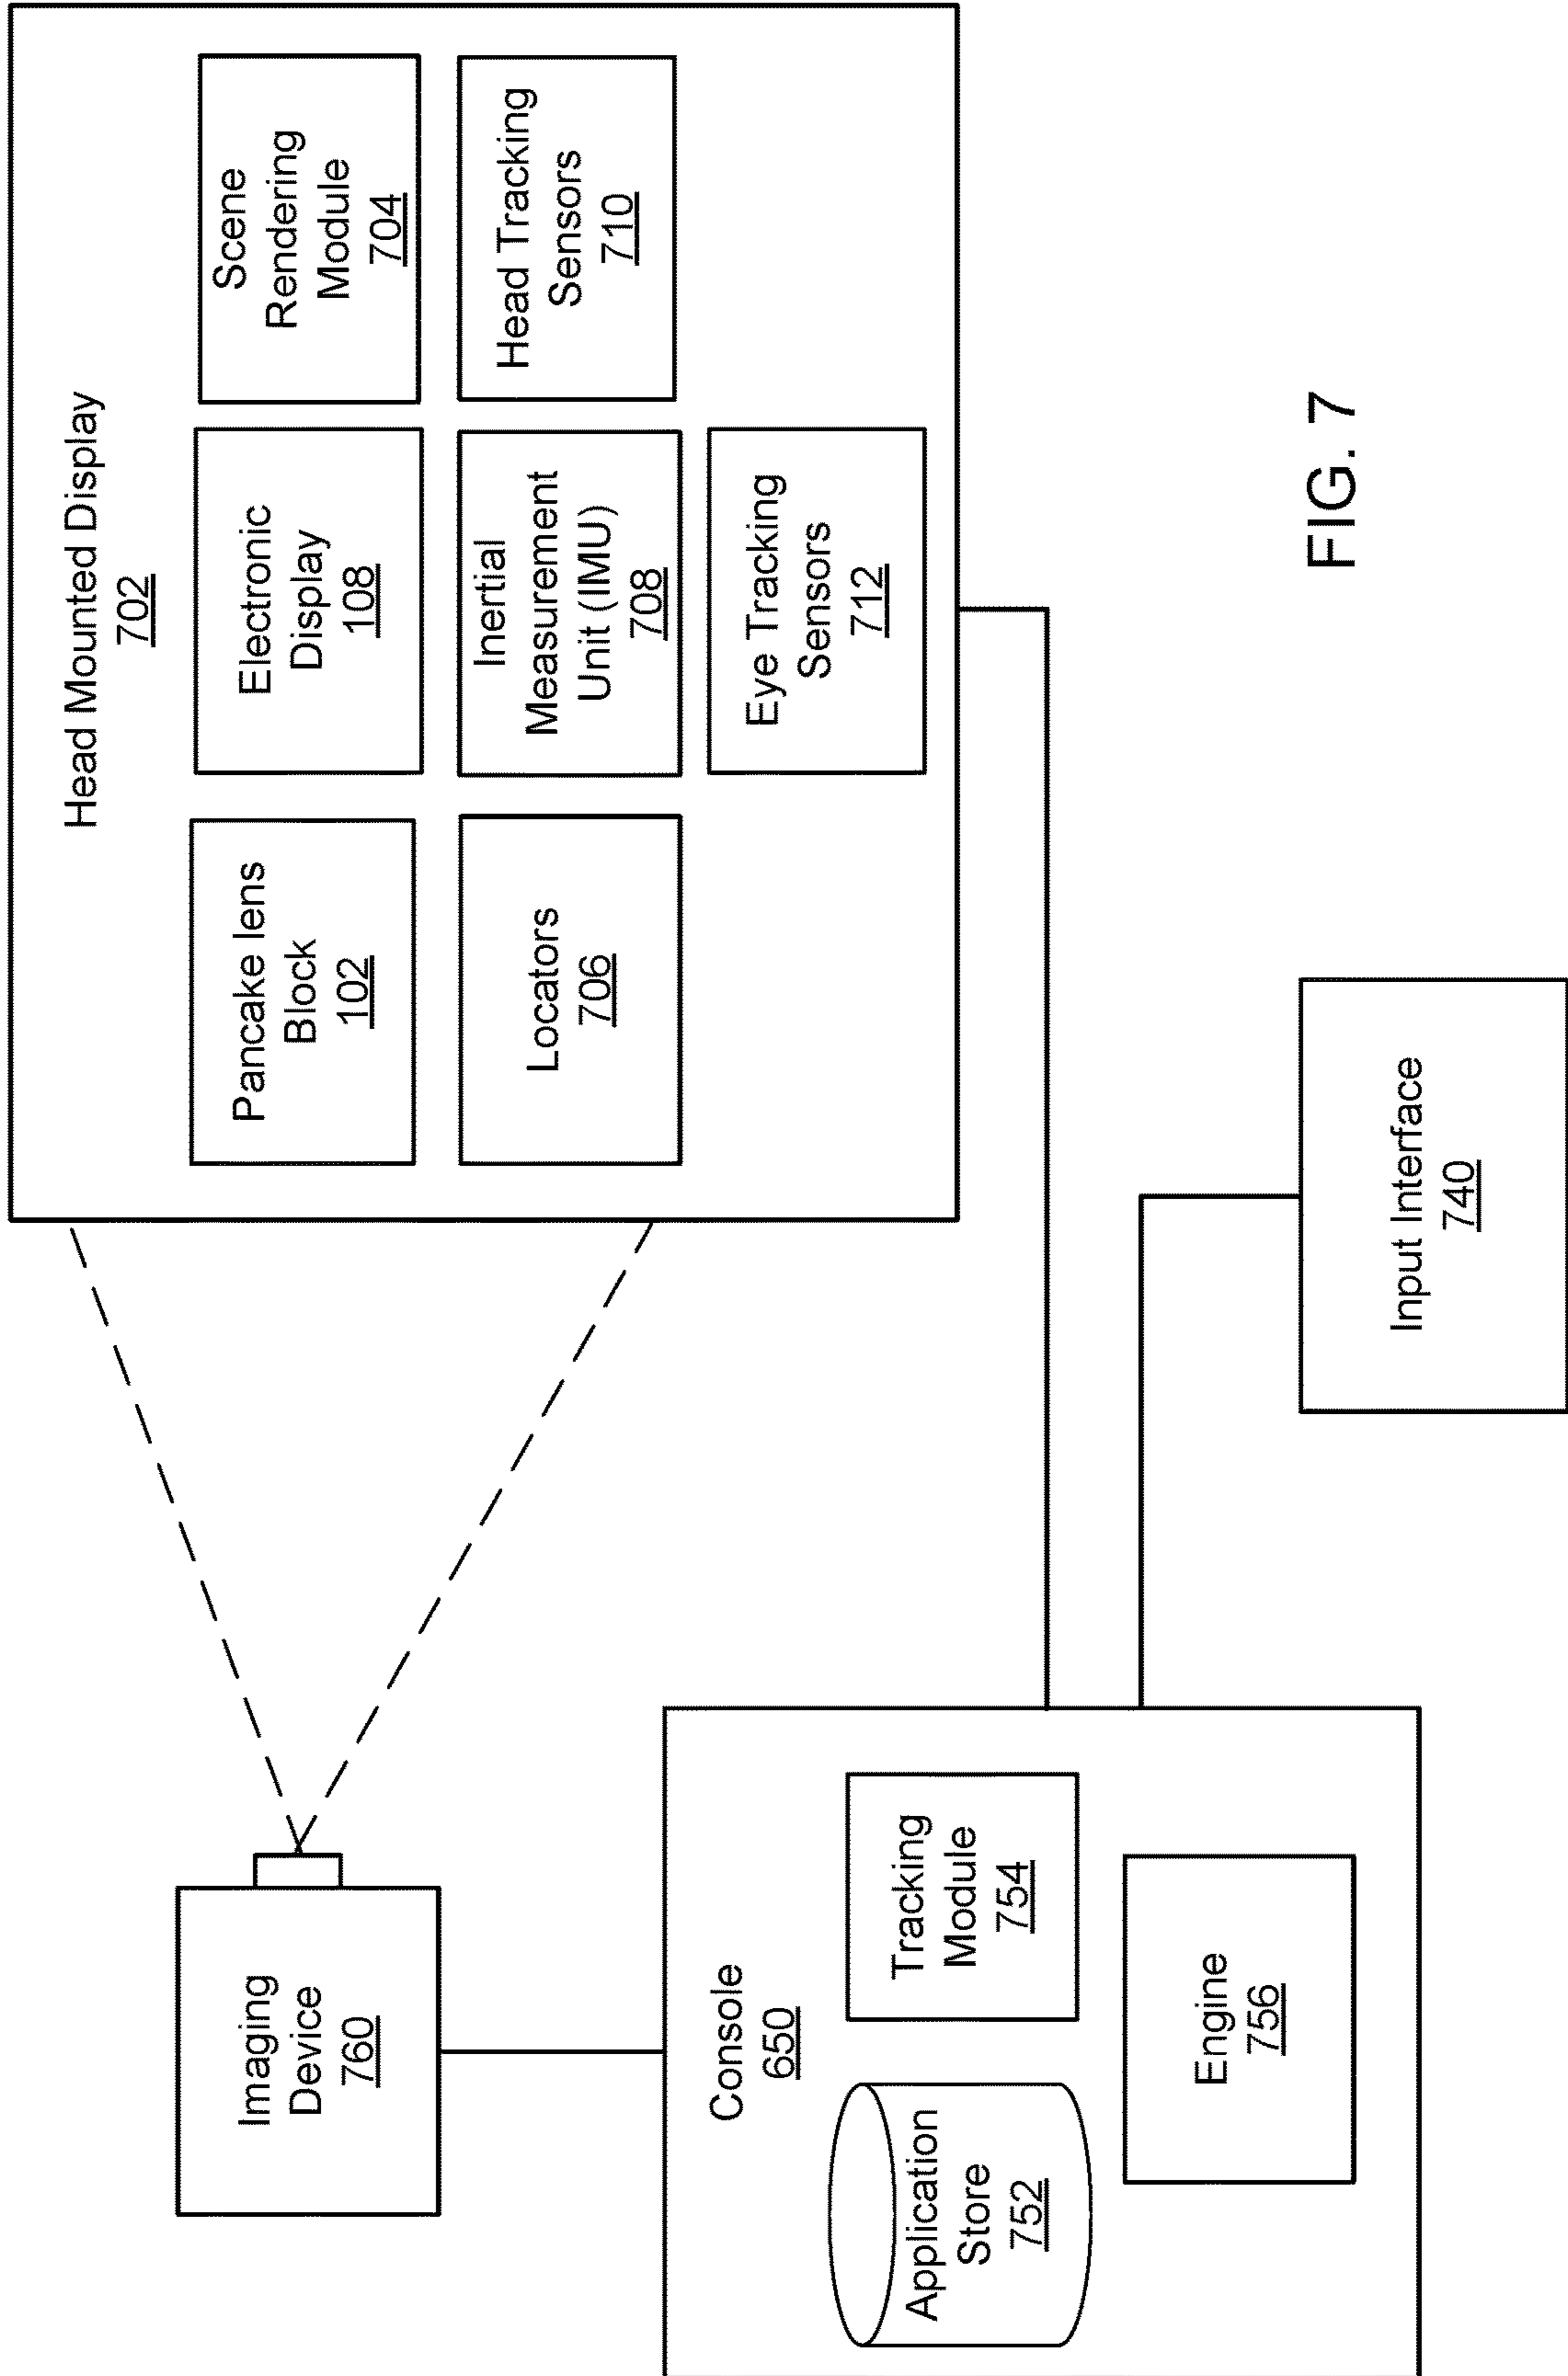 Head Mounted Display
702
Pancake lens
Block
102
Electronic
Display
108
Scene
Rendering
Module
704
Locators
706
Inertial
Measurement
Unit (IMU)
708
Head Tracking
Sensors
710
Eye Tracking
Sensors
712
Imaging
Device
760
Console
650
Application
Store
752
Tracking
Module
754
Engine
756
Input Interface
740
FIG. 7